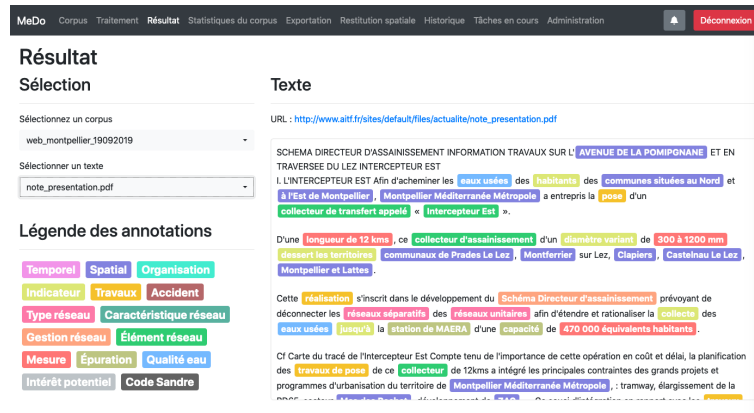 MeDo Corpus Traitement Résultat Statistiques du corpus Exportation Restitution spatiale Historique Tâches en cours Administration Déconnexion
Résultat
Sélection
Sélectionnez un corpus
web_montpellier_19092019
Sélectionner un texte
note_presentation.pdf
Légende des annotations
Temporel Spatial Organisation
Indicateur Travaux Accident
Type réseau Caractéristique réseau
Gestion réseau Élément réseau
Mesure Épuration Qualité eau
Intérêt potentiel Code Sandre
Texte
URL : http://www.aitf.fr/sites/default/files/actualite/note_presentation.pdf
SCHEMA DIRECTEUR D'ASSAINISSEMENT INFORMATION TRAVAUX SUR L' AVENUE DE LA POMPIGNANE ET EN
TRAVERSEE DU LEZ INTERCEPTEUR EST
I. L'INTERCEPTEUR EST Afin d'acheminer les eaux usées des habitants des communes situées au Nord et
à l'Est de Montpellier , Montpellier Méditerranée Métropole a entrepris la pose d'un
collecteur de transfert appelé « Intercepteur Est ».
D'une longueur de 12 kms , ce collecteur d'assainissement d'un diamètre variant de 300 à 1200 mm
dessert les territoires communaux de Prades Le Lez , Montferrier sur Lez, Clapiers , Castelnau Le Lez ,
Montpellier et Lattes .
Cette réalisation s'inscrit dans le développement du Schéma Directeur d'assainissement prévoyant de
déconnecter les réseaux séparatifs des réseaux unitaires afin d'étendre et rationaliser la collecte des
eaux usées jusqu'à la station de MAERA d'une capacité de 470 000 équivalents habitants .
Cf Carte du tracé de l'Intercepteur Est Compte tenu de l'importance de cette opération en coût et délai, la planification
des travaux de pose de ce collecteur de 12kms a intégré les principales contraintes des grands projets et
programmes d'urbanisation du territoire de Montpellier Méditerranée Métropole , : tramway, élargissement de la